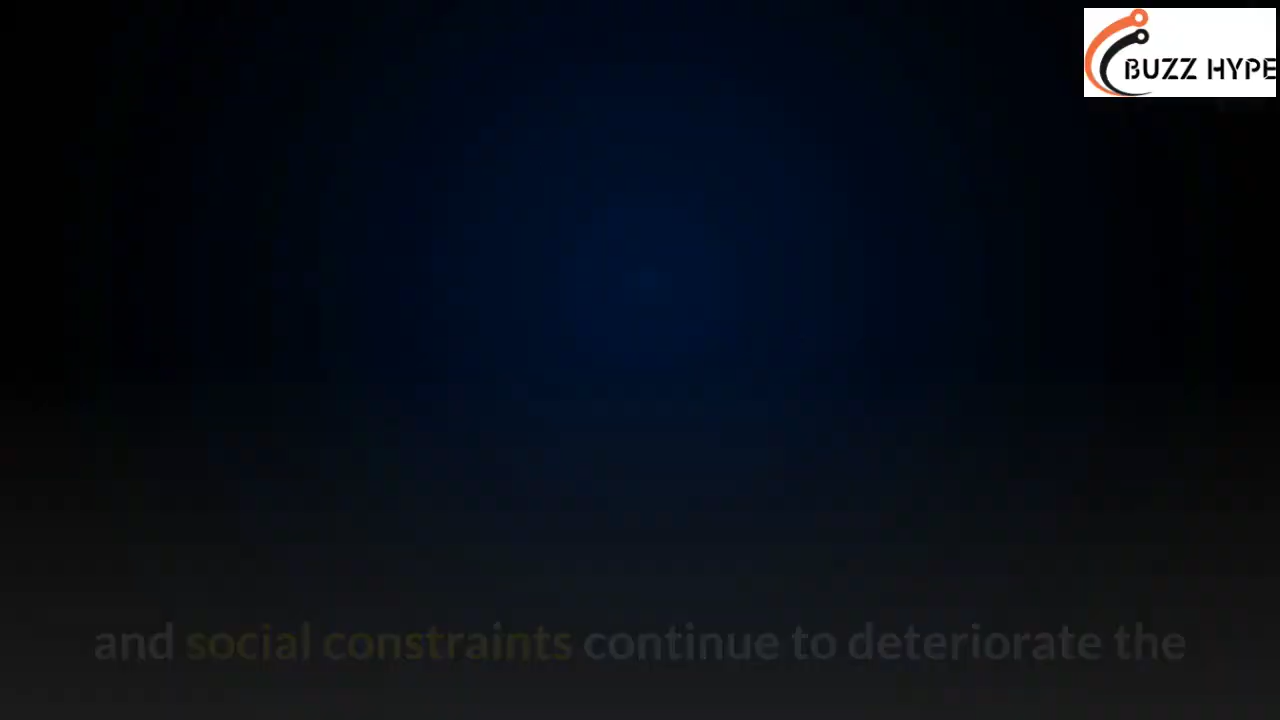 BUZZ HYPE
and social constraints continue to deteriorate the